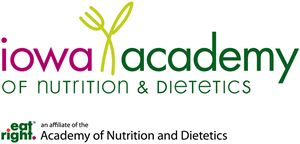 iowa academy
OF NUTRITION & DIETETICS
eat right. an affiliate of the
Academy of Nutrition and Dietetics